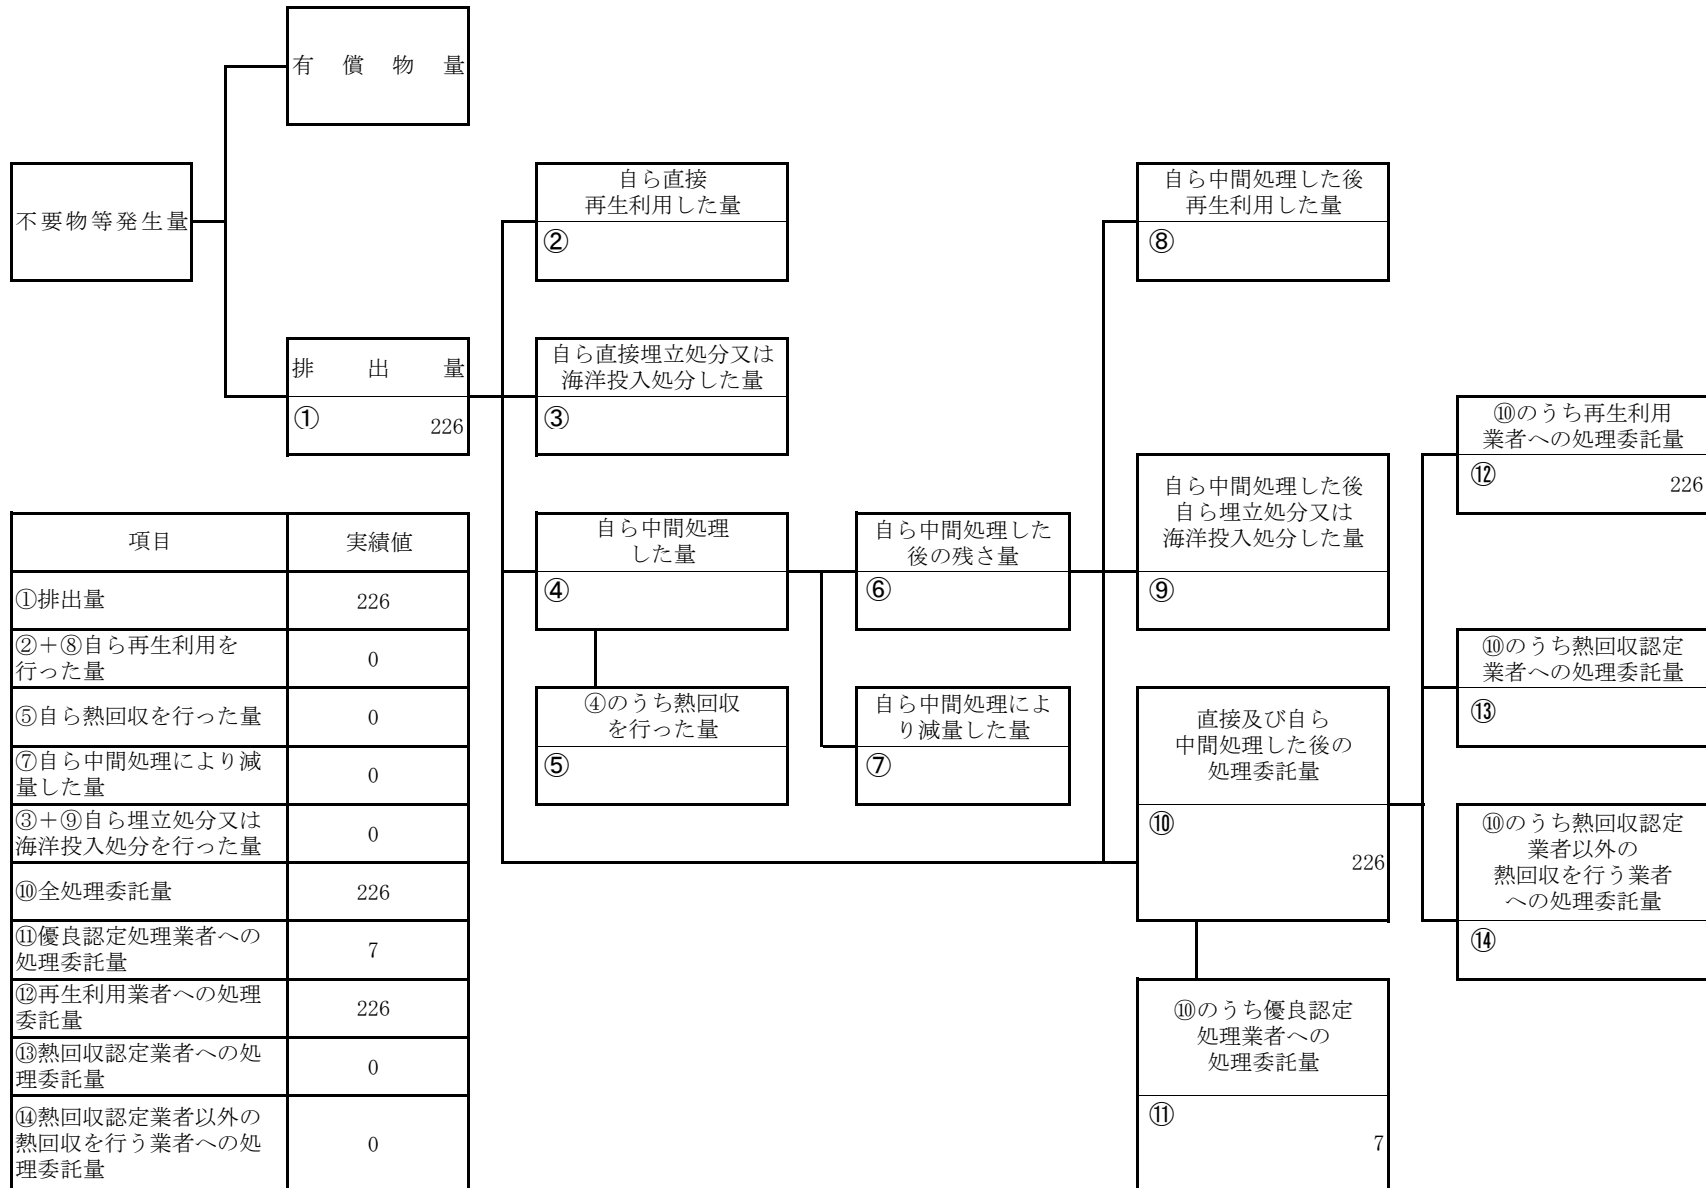 有償物量
不要物等発生量
排出量
①
226
自ら直接
再生利用した量
②
自ら直接埋立処分又は
海洋投入処分した量
③
自ら中間処理
した量
④
④のうち熱回収
を行った量
⑤
自ら中間処理した
後の残さ量
⑥
自ら中間処理によ
り減量した量
⑦
自ら中間処理した後
再生利用した量
⑧
自ら中間処理した後
自ら埋立処分又は
海洋投入処分した量
⑨
直接及び自ら
中間処理した後の
処理委託量
⑩
226
⑩のうち優良認定
処理業者への
処理委託量
⑪
7
⑩のうち再生利用
業者への処理委託量
⑫
226
⑩のうち熱回収認定
業者への処理委託量
⑬
⑩のうち熱回収認定
業者以外の
熱回収を行う業者
への処理委託量
⑭
項目 実績値
①排出量 226
②+⑧自ら再生利用を
行った量
0
⑤自ら熱回収を行った量 0
⑦自ら中間処理により減
量した量
0
③+⑨自ら埋立処分又は
海洋投入処分を行った量
0
⑩全処理委託量 226
⑪優良認定処理業者への
処理委託量
7
⑫再生利用業者への処理
委託量
226
⑬熱回収認定業者への処
理委託量
0
⑭熱回収認定業者以外の
熱回収を行う業者への処
理委託量
0